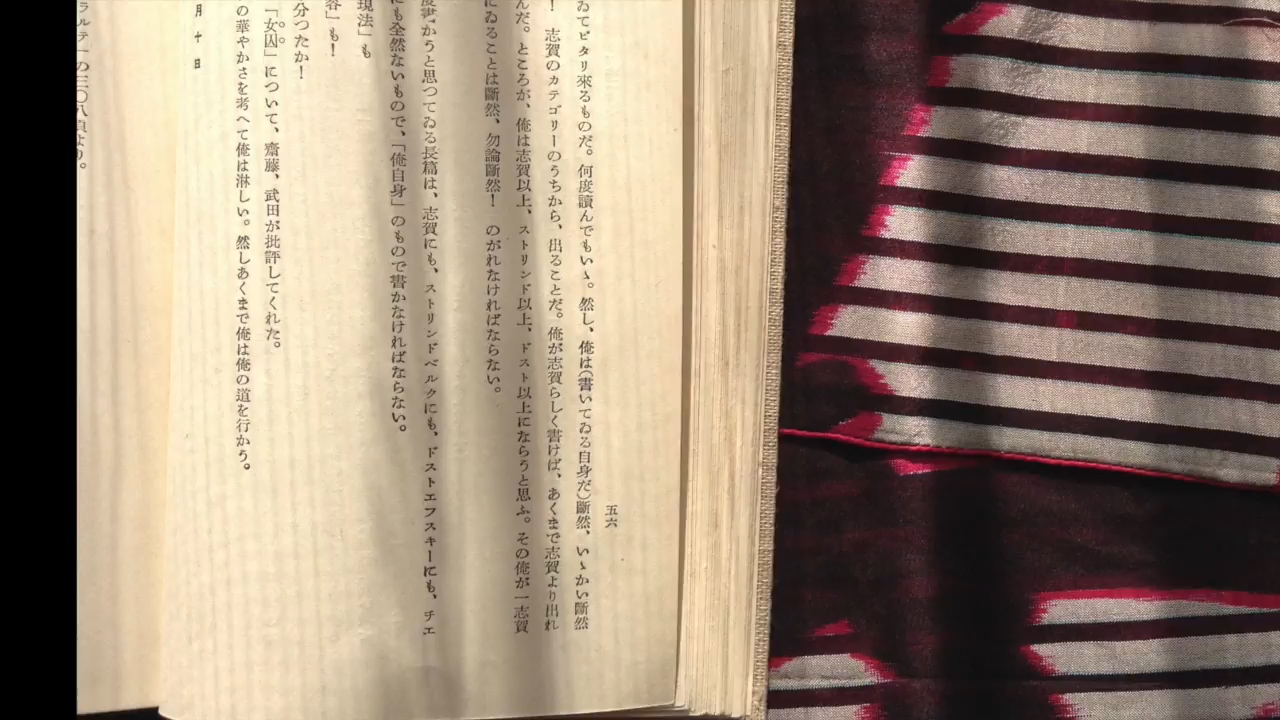 五六
ゐてピタリ來るものだ。何度讀んでもいゝ。然し、俺は(書いてゐる自身だ)斷然、いゝかい斷然
！　志賀のカテゴリーのうちから、出ることだ。俺が志賀らしく書けば、あくまで志賀より出れ
んだ。ところが、俺は志賀以上、ストリンド以上、ドスト以上にならうと思ふ。その俺が一志賀
にゐることは斷然、勿論斷然！　のがれなければならない。
度書かうと思つてゐる長篇は、志賀にも、ストリンドベルクにも、ドストエフスキーにも、チエ
にも全然ないもので、「俺自身」のもので書かなければならない。
現法」も
容」も！
分つたか！
「女囚」について、齋藤、武田が批評してくれた。
の華やかさを考へて俺は淋しい。然しあくまで俺は俺の道を行かう。
月十日
ラルテ」の三〇八頁より。